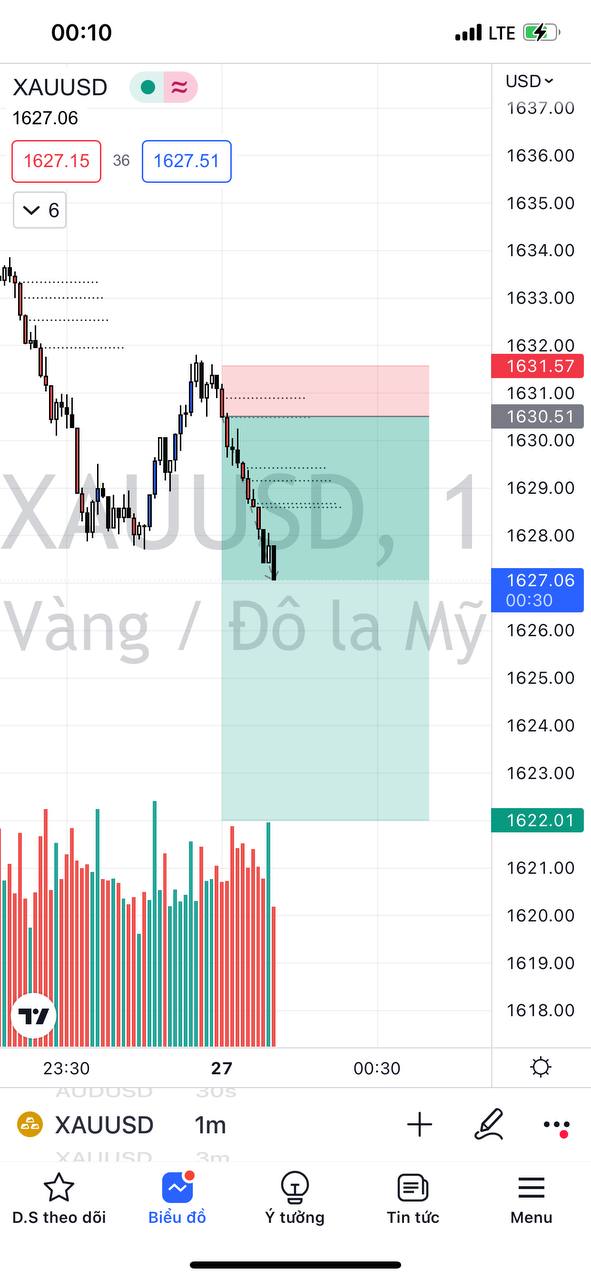 00:10
LTE
XAUUSD
USD
1627.06
1627.15
36
1627.51
6
1637.00
1636.00
1635.00
1634.00
1633.00
1632.00
1631.57
1631.00
1630.51
1630.00
1629.00
1628.00
1627.06
00:30
1626.00
1625.00
1624.00
1623.00
1622.01
1621.00
1620.00
1619.00
1618.00
XAUUSD, 1
Vàng / Đô la Mỹ
23:30
27
00:30
AUDUSD 30s
XAUUSD 1m
XAUUSD 3m
D.S theo dõi
Biểu đồ
Ý tưởng
Tin tức
Menu